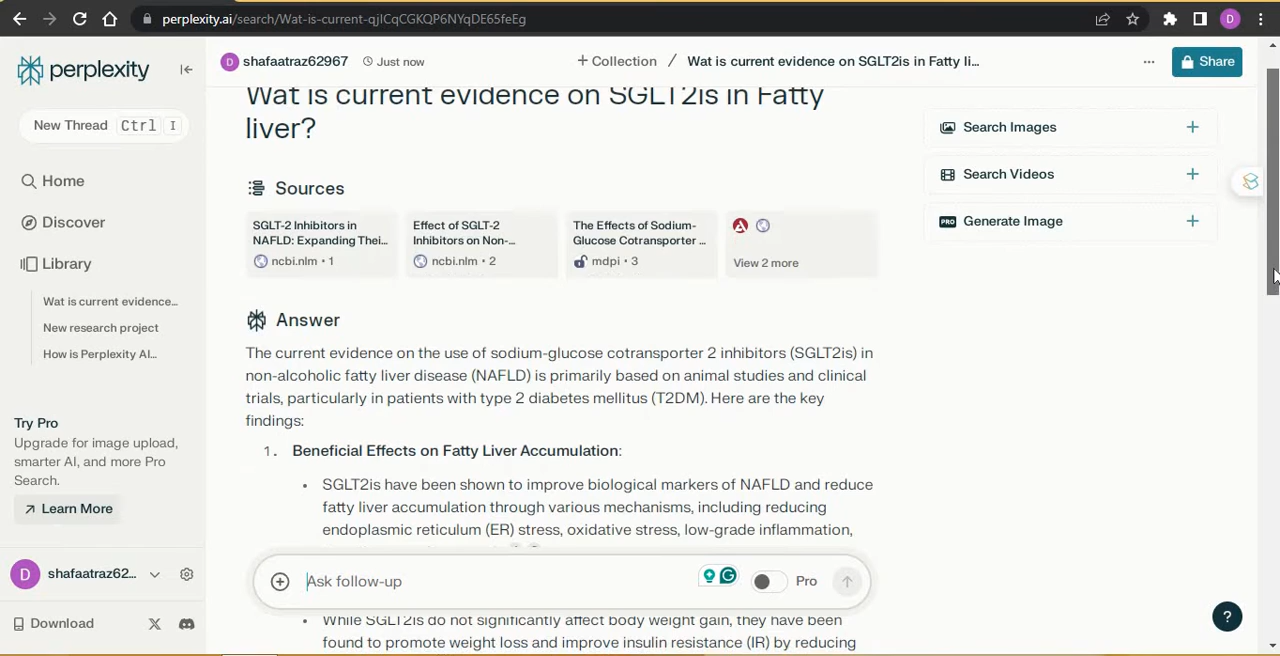 perplexity.ai/search/Wat-is-current-qjlCqCGKQP6NYqDE65feEg
D
perplexity
New Thread Ctrl I
Home
Discover
Library
Wat is current evidence...
New research project
How is Perplexity AI...
Try Pro
Upgrade for image upload,
smarter AI, and more Pro
Search.
Learn More
D shafaatraz62...
Download
D shafaatraz62967 Just now
+ Collection / Wat is current evidence on SGLT2is in Fatty li...
... Share
Wat is current evidence on SGLT2is in Fatty
liver?
Sources
SGLT-2 Inhibitors in
NAFLD: Expanding Thei...
ncbi.nlm • 1
Effect of SGLT-2
Inhibitors on Non-...
ncbi.nlm • 2
The Effects of Sodium-
Glucose Cotransporter ...
mdpi • 3
View 2 more
Answer
The current evidence on the use of sodium-glucose cotransporter 2 inhibitors (SGLT2is) in
non-alcoholic fatty liver disease (NAFLD) is primarily based on animal studies and clinical
trials, particularly in patients with type 2 diabetes mellitus (T2DM). Here are the key
findings:
1. Beneficial Effects on Fatty Liver Accumulation:
• SGLT2is have been shown to improve biological markers of NAFLD and reduce
fatty liver accumulation through various mechanisms, including reducing
endoplasmic reticulum (ER) stress, oxidative stress, low-grade inflammation,
Ask follow-up
Pro
• While SGLT2is do not significantly affect body weight gain, they have been
found to promote weight loss and improve insulin resistance (IR) by reducing
Search Images +
Search Videos +
PRO Generate Image +
?